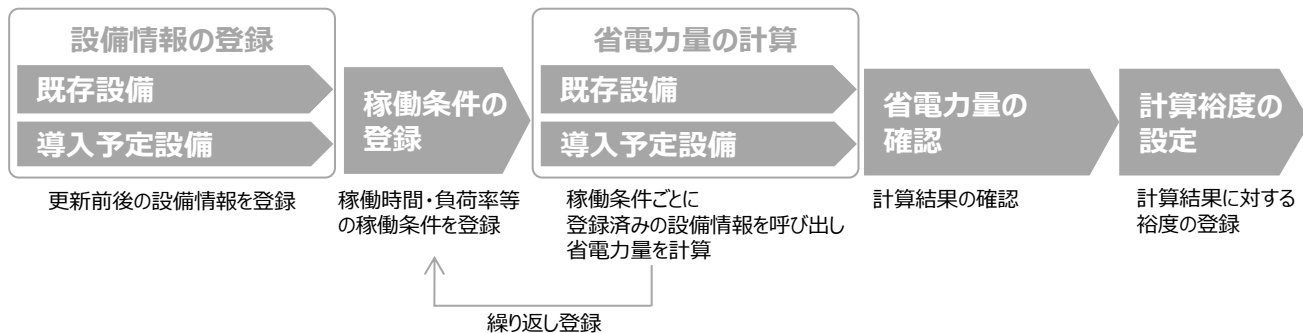 設備情報の登録
既存設備
導入予定設備
更新前後の設備情報を登録
稼働条件の
登録
稼働時間・負荷率等
の稼働条件を登録
省電力量の計算
既存設備
導入予定設備
稼働条件ごとに
登録済みの設備情報を呼び出し
省電力量を計算
繰り返し登録
省電力量の
確認
計算結果の確認
計算裕度の
設定
計算結果に対する
裕度の登録